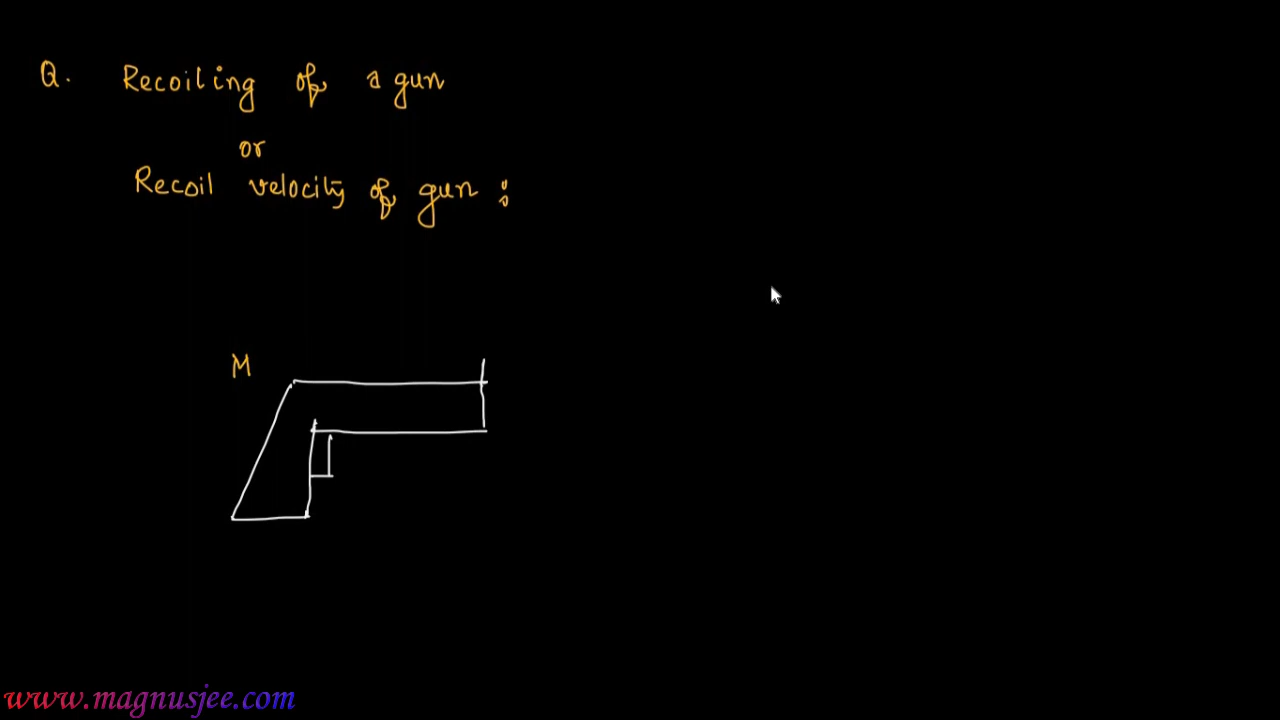 Q. Recoiling of a gun
or
Recoil velocity of gun :
M
www.magnusjee.com